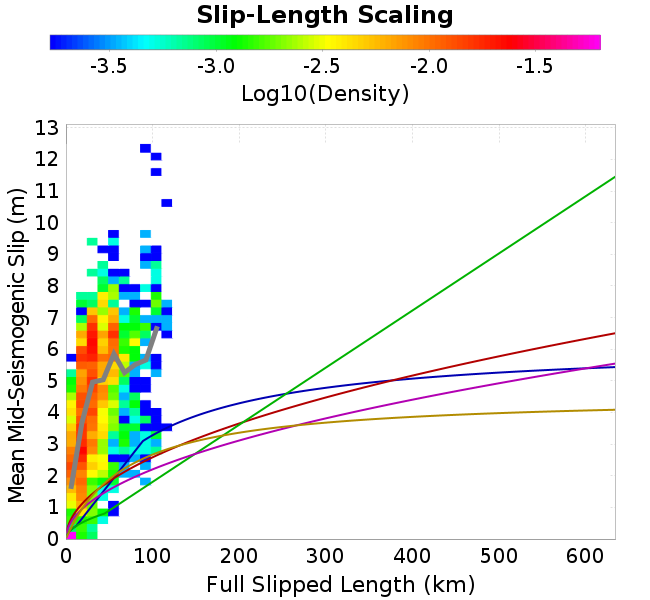 Slip-Length Scaling
-3.5 -3.0 -2.5 -2.0 -1.5
Log10(Density)
Mean Mid-Seismogenic Slip (m)
13
12
11
10
9
8
7
6
5
4
3
2
1
0
0 100 200 300 400 500 600
Full Slipped Length (km)